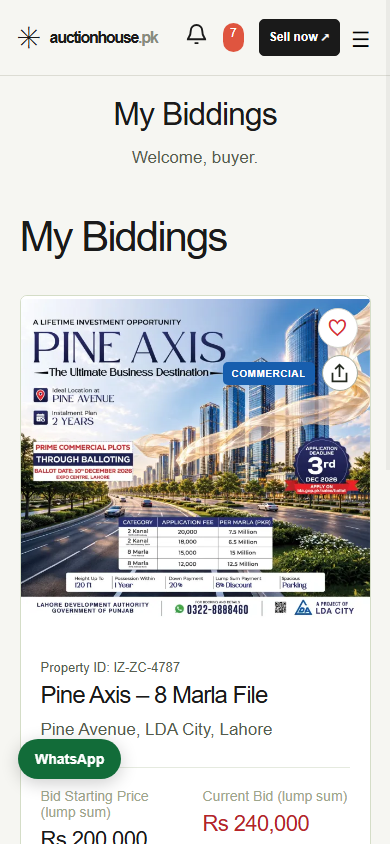 auctionhouse.pk
7
Sell now ↗
My Biddings
Welcome, buyer.
My Biddings
A LIFETIME INVESTMENT OPPORTUNITY
PINE AXIS
The Ultimate Business Destination
COMMERCIAL
Ideal Location at
PINE AVENUE
Instalment Plan
2 YEARS
PRIME COMMERCIAL PLOTS
THROUGH BALLOTING
BALLOT DATE: 10th DECEMBER 2026
EXPO CENTRE, LAHORE
APPLICATION
DEADLINE
3rd
DEC 2026
APPLY ON
CATEGORY APPLICATION FEE PER MARLA (PKR)
2 Kanal 20,000 7.5 Million
2 Kanal 18,000 6.5 Million
8 Marla 15,000 15 Million
8 Marla 12,000 12.5 Million
Height Up To Possession Within Down Payment Lump Sum Payment Spacious
120 ft 1 Year 20% 8% Discount Parking
LAHORE DEVELOPMENT AUTHORITY
GOVERNMENT OF PUNJAB
0322-8888460
LDA
A PROJECT OF
LDA CITY
Property ID: IZ-ZC-4787
Pine Axis – 8 Marla File
Pine Avenue, LDA City, Lahore
WhatsApp
Bid Starting Price
(lump sum)
Rs 200,000
Current Bid (lump sum)
Rs 240,000